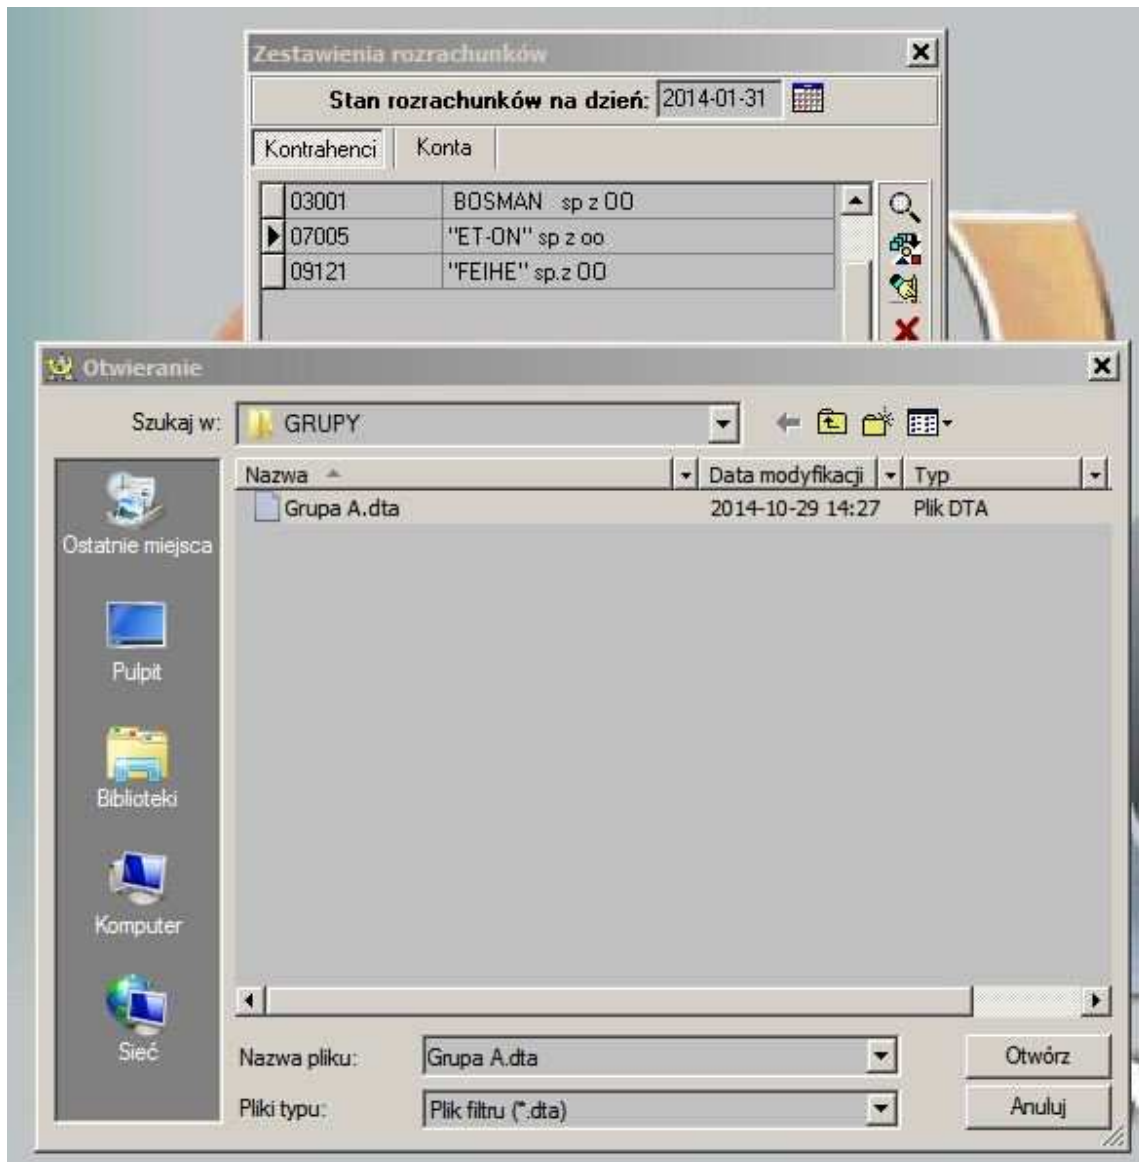 Zestawienia rozrachunków
Stan rozrachunków na dzień: 2014-01-31
Kontrahenci Konta
03001 BOSMAN sp z OO
07005 "ET-ON" sp z oo
09121 "FEIHE" sp.z OO
Otwieranie
Szukaj w: GRUPY
Nazwa Data modyfikacji Typ
Grupa A.dta 2014-10-29 14:27 Plik DTA
Ostatnie miejsca
Pulpit
Biblioteki
Komputer
Sieć
Nazwa pliku: Grupa A.dta Otwórz
Pliki typu: Plik filtru (*.dta) Anuluj